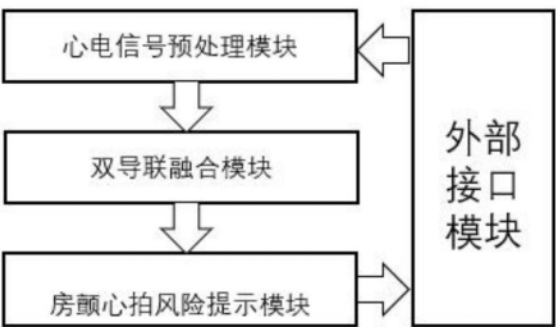 心电信号预处理模块
双导联融合模块
房颤心拍风险提示模块
外部
接口
模块